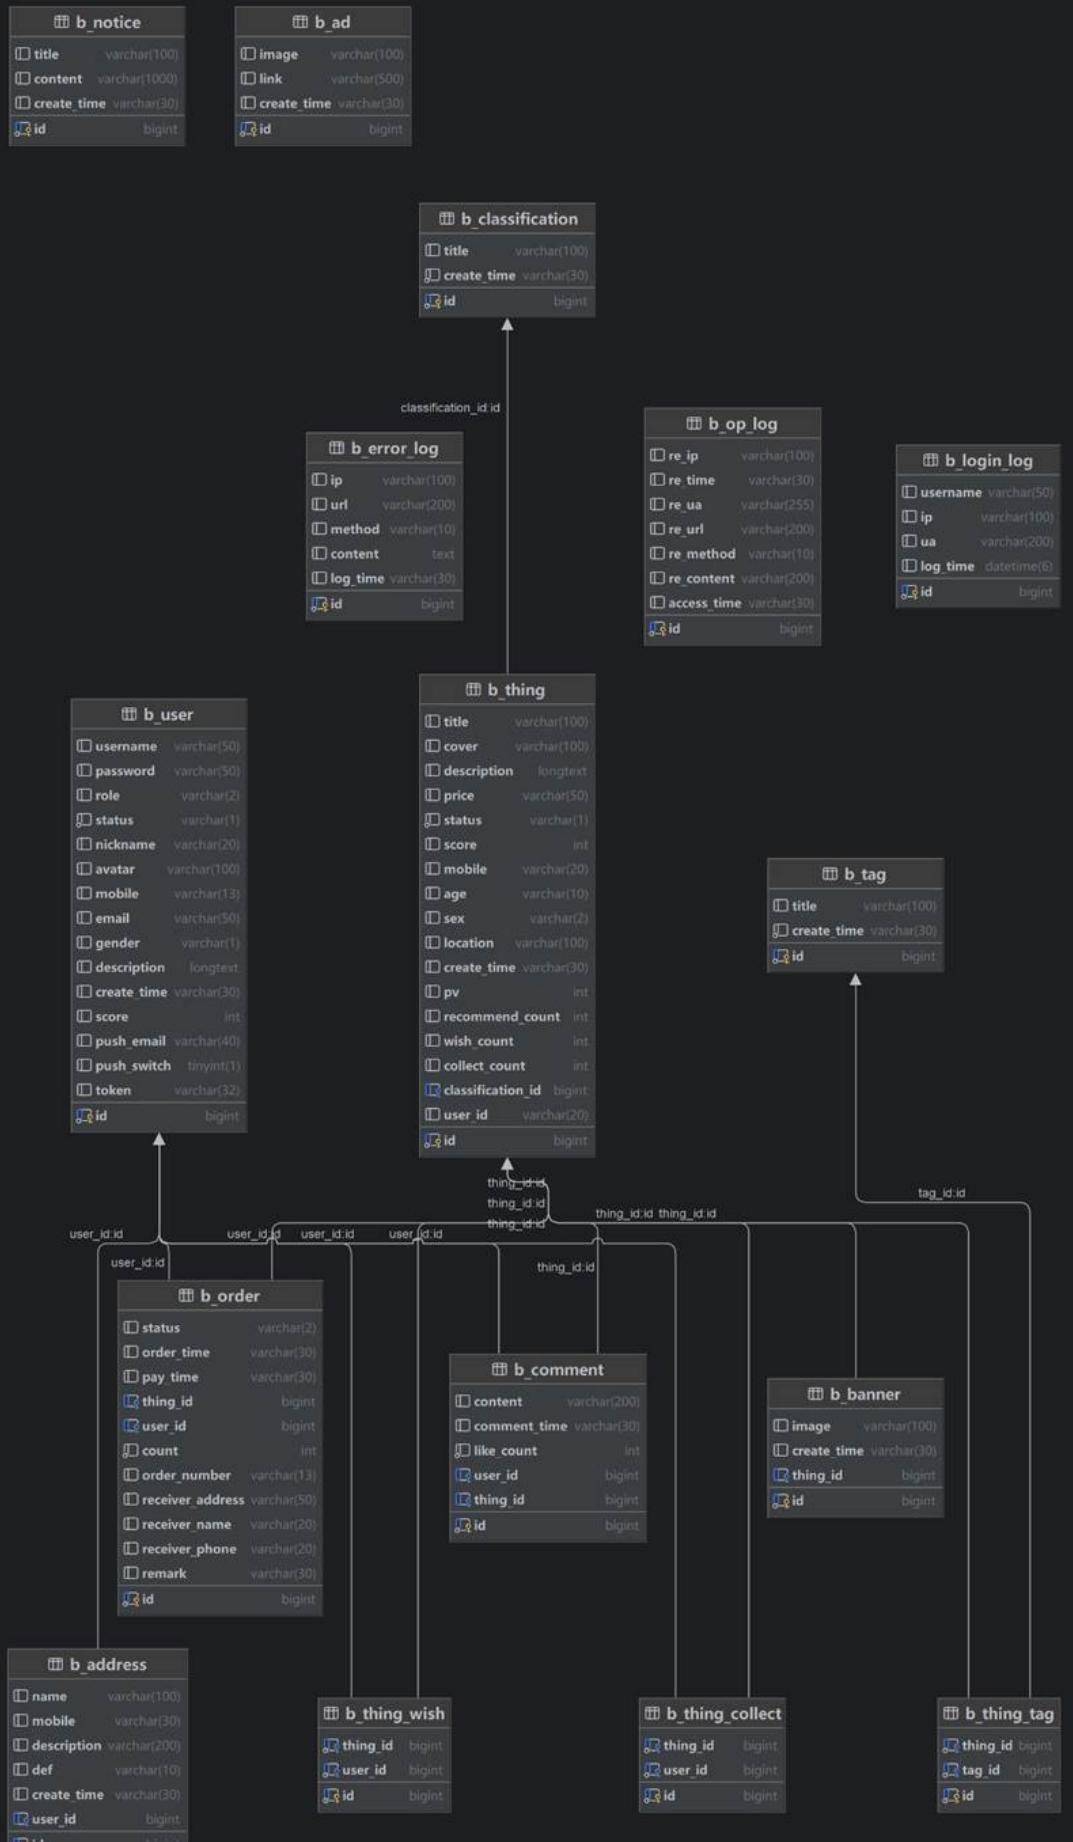 b_notice
title varchar(100)
content varchar(1000)
create_time varchar(30)
id bigint
b_ad
image varchar(100)
link varchar(500)
create_time varchar(30)
id bigint
b_classification
title varchar(100)
create_time varchar(30)
id bigint
classification_id:id
b_error_log
ip varchar(100)
url varchar(200)
method varchar(10)
content text
log_time varchar(30)
id bigint
b_op_log
re_ip varchar(100)
re_time varchar(30)
re_ua varchar(255)
re_url varchar(200)
re_method varchar(10)
re_content varchar(200)
access_time varchar(30)
id bigint
b_login_log
username varchar(50)
ip varchar(100)
ua varchar(200)
log_time datetime(6)
id bigint
b_user
username varchar(50)
password varchar(50)
role varchar(2)
status varchar(1)
nickname varchar(20)
avatar varchar(100)
mobile varchar(13)
email varchar(50)
gender varchar(1)
description longtext
create_time varchar(30)
score int
push_email varchar(40)
push_switch tinyint(1)
token varchar(32)
id bigint
b_thing
title varchar(100)
cover varchar(100)
description longtext
price varchar(50)
status varchar(1)
score int
mobile varchar(20)
age varchar(10)
sex varchar(2)
location varchar(100)
create_time varchar(30)
pv int
recommend_count int
wish_count int
collect_count int
classification_id bigint
user_id varchar(20)
id bigint
b_tag
title varchar(100)
create_time varchar(30)
id bigint
thing_id:id
thing_id:id
thing_id:id
thing_id:id thing_id:id
tag_id:id
user_id:id
user_id:id
user_id:id
user_id:id
user_id:id
thing_id:id
b_order
status varchar(2)
order_time varchar(30)
pay_time varchar(30)
thing_id bigint
user_id bigint
count int
order_number varchar(13)
receiver_address varchar(50)
receiver_name varchar(20)
receiver_phone varchar(20)
remark varchar(30)
id bigint
b_comment
content varchar(200)
comment_time varchar(30)
like_count int
user_id bigint
thing_id bigint
id bigint
b_banner
image varchar(100)
create_time varchar(30)
thing_id bigint
id bigint
b_address
name varchar(100)
mobile varchar(30)
description varchar(200)
def varchar(10)
create_time varchar(30)
user_id bigint
b_thing_wish
thing_id bigint
user_id bigint
id bigint
b_thing_collect
thing_id bigint
user_id bigint
id bigint
b_thing_tag
thing_id bigint
tag_id bigint
id bigint